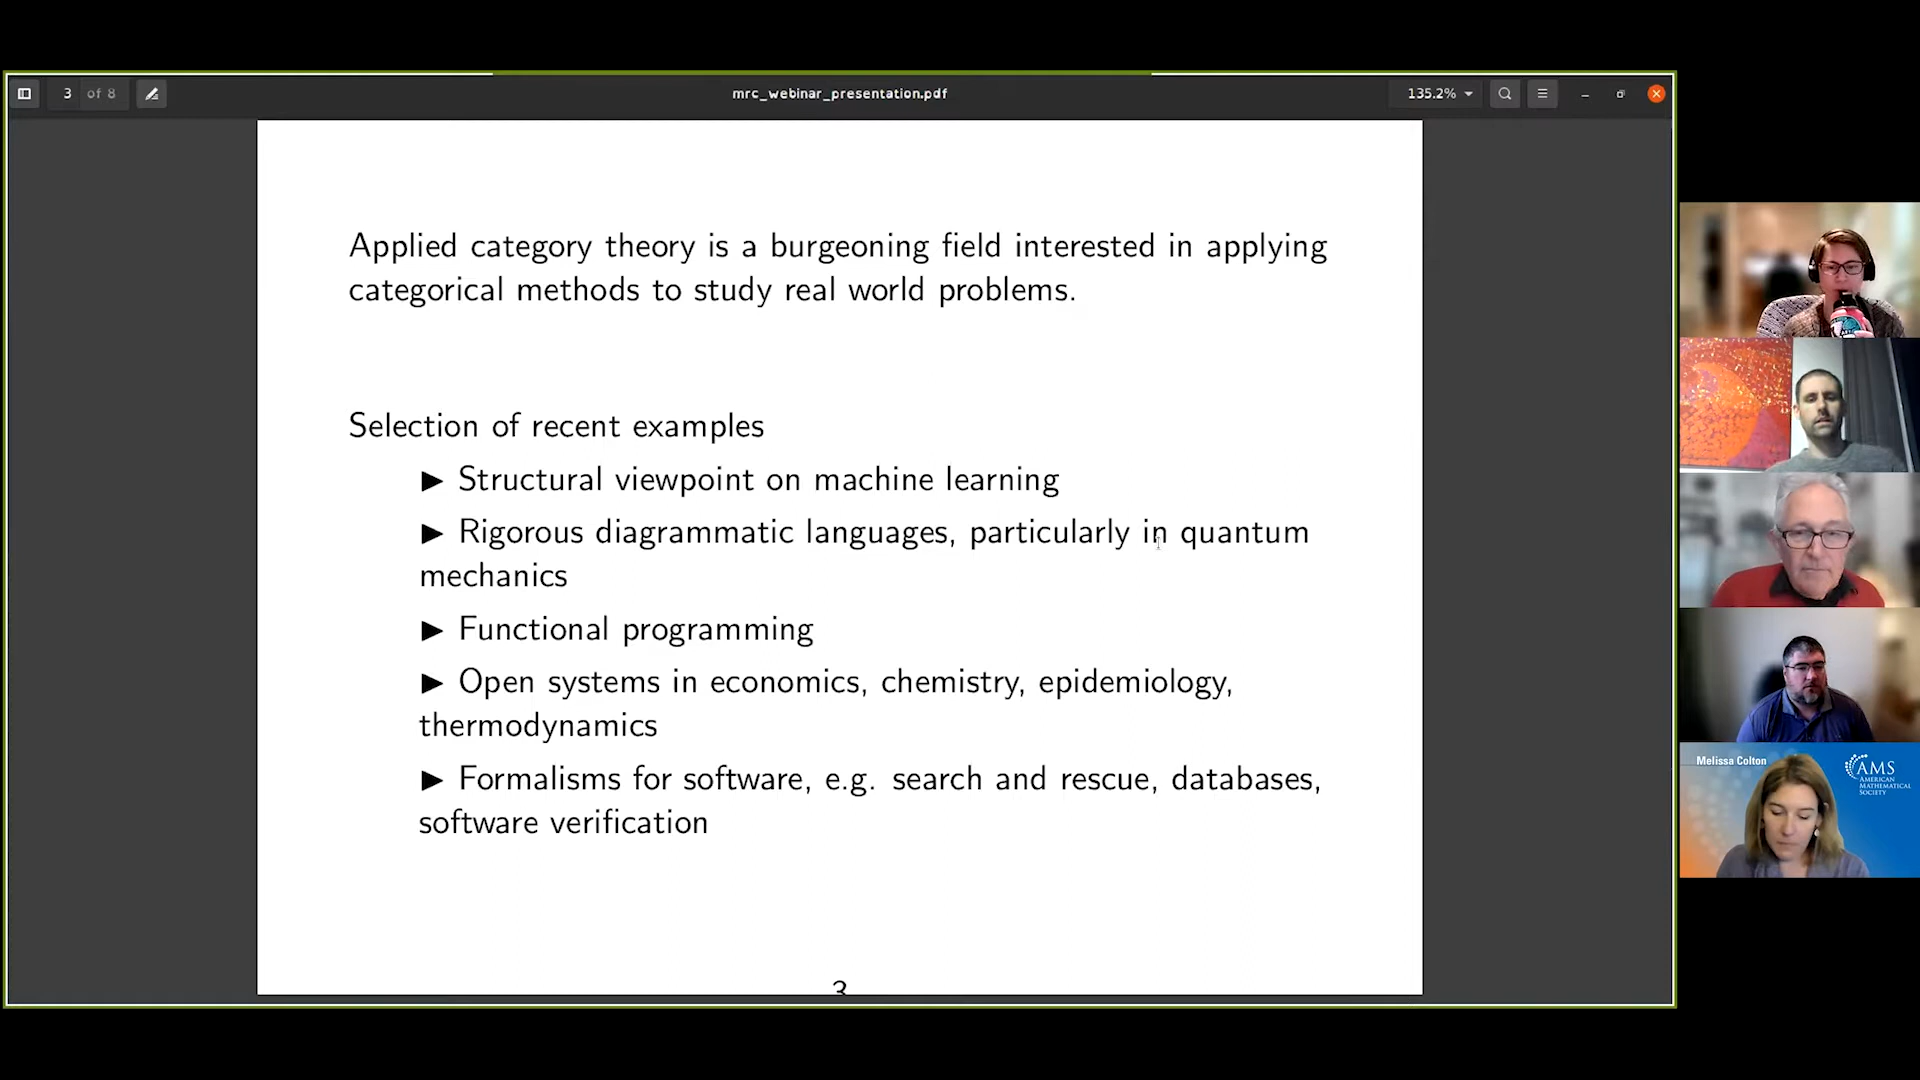 3 of 8
mrc_webinar_presentation.pdf
135.2%
Applied category theory is a burgeoning field interested in applying
categorical methods to study real world problems.
Selection of recent examples
▶ Structural viewpoint on machine learning
▶ Rigorous diagrammatic languages, particularly in quantum
mechanics
▶ Functional programming
▶ Open systems in economics, chemistry, epidemiology,
thermodynamics
▶ Formalisms for software, e.g. search and rescue, databases,
software verification
3
Melissa Colton
AMS
AMERICAN
MATHEMATICAL
SOCIETY